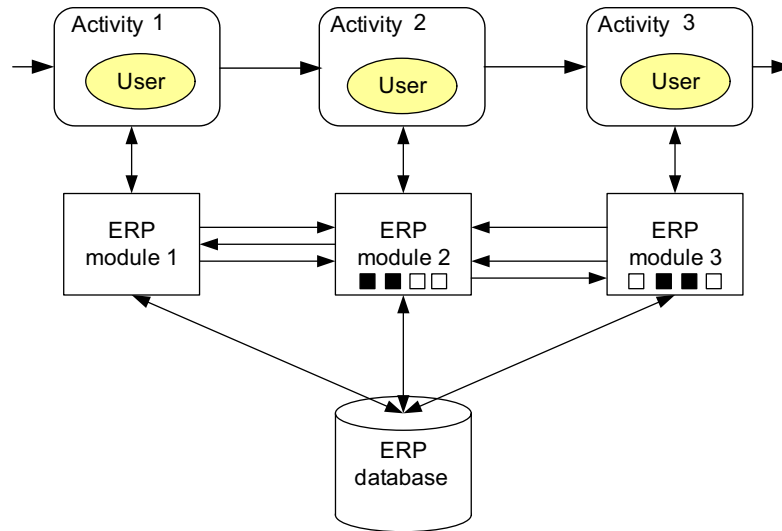 Activity 1
User
Activity 2
User
Activity 3
User
ERP
module 1
ERP
module 2
ERP
module 3
ERP
database